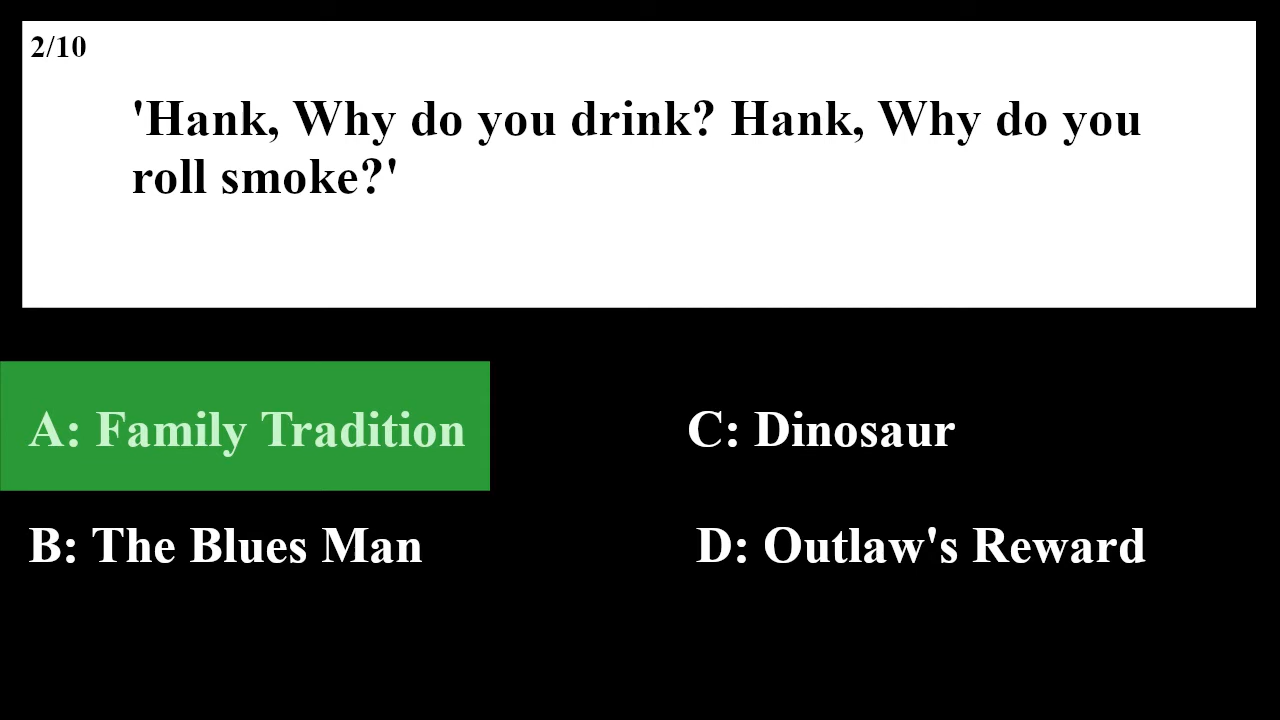 2/10
'Hank, Why do you drink? Hank, Why do you
roll smoke?'
A: Family Tradition
C: Dinosaur
B: The Blues Man
D: Outlaw's Reward